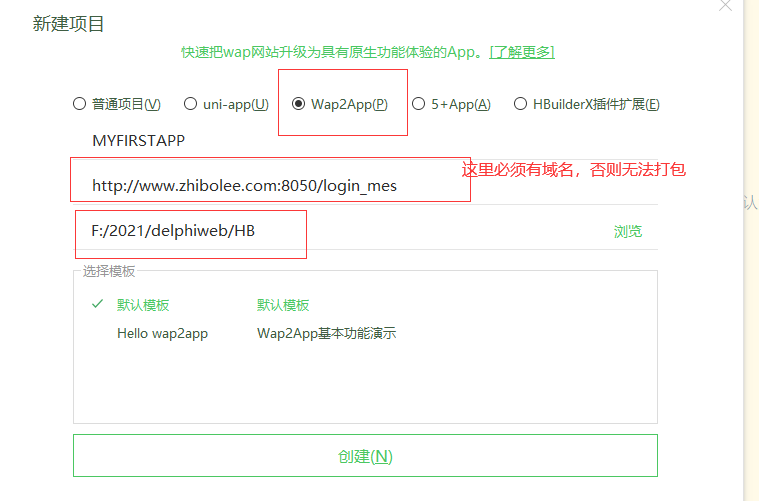 新建项目
快速把wap网站升级为具有原生功能体验的App。[了解更多]
普通项目(V) uni-app(U) Wap2App(P) 5+App(A) HBuilderX插件扩展(E)
MYFIRSTAPP
这里必须有域名，否则无法打包
http://www.zhibolee.com:8050/login_mes
认
F:/2021/delphiweb/HB 浏览
选择模板
默认模板 默认模板
Hello wap2app Wap2App基本功能演示
创建(N)